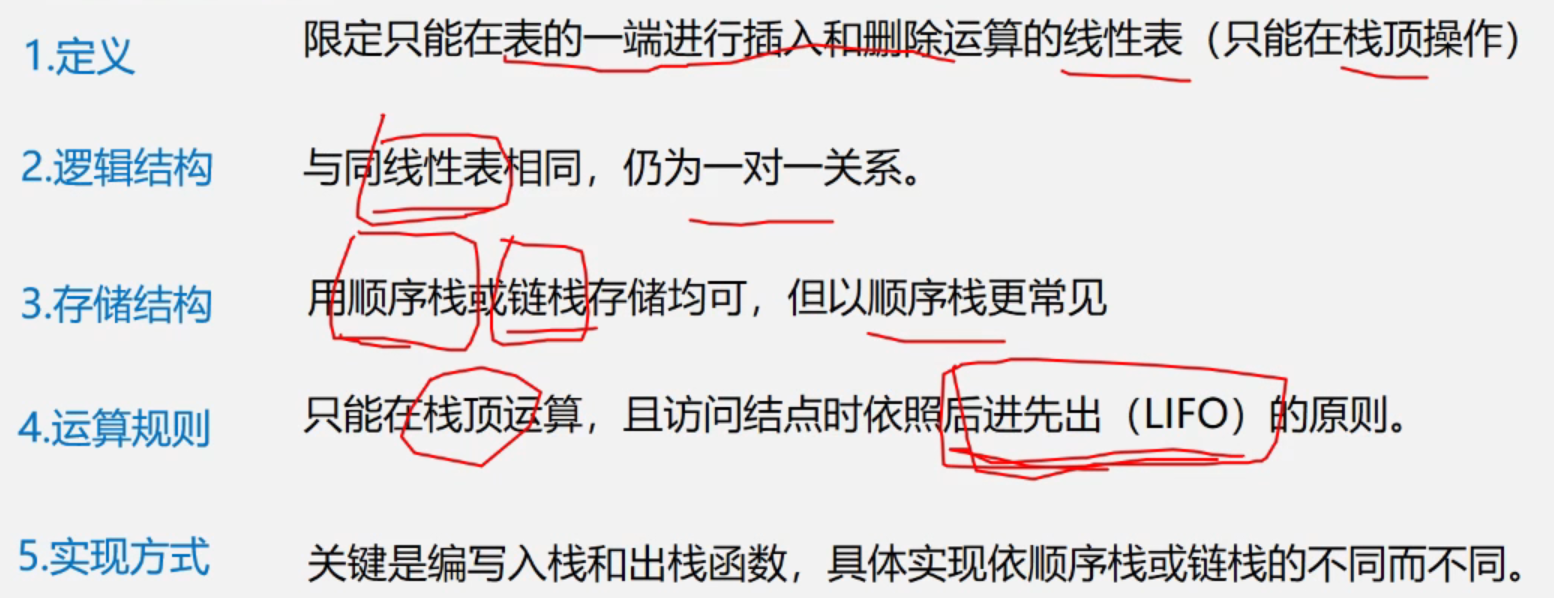 1.定义 限定只能在表的一端进行插入和删除运算的线性表（只能在栈顶操作）
2.逻辑结构 与同线性表相同，仍为一对一关系。
3.存储结构 用顺序栈或链栈存储均可，但以顺序栈更常见
4.运算规则 只能在栈顶运算，且访问结点时依照后进先出（LIFO）的原则。
5.实现方式 关键是编写入栈和出栈函数，具体实现依顺序栈或链栈的不同而不同。